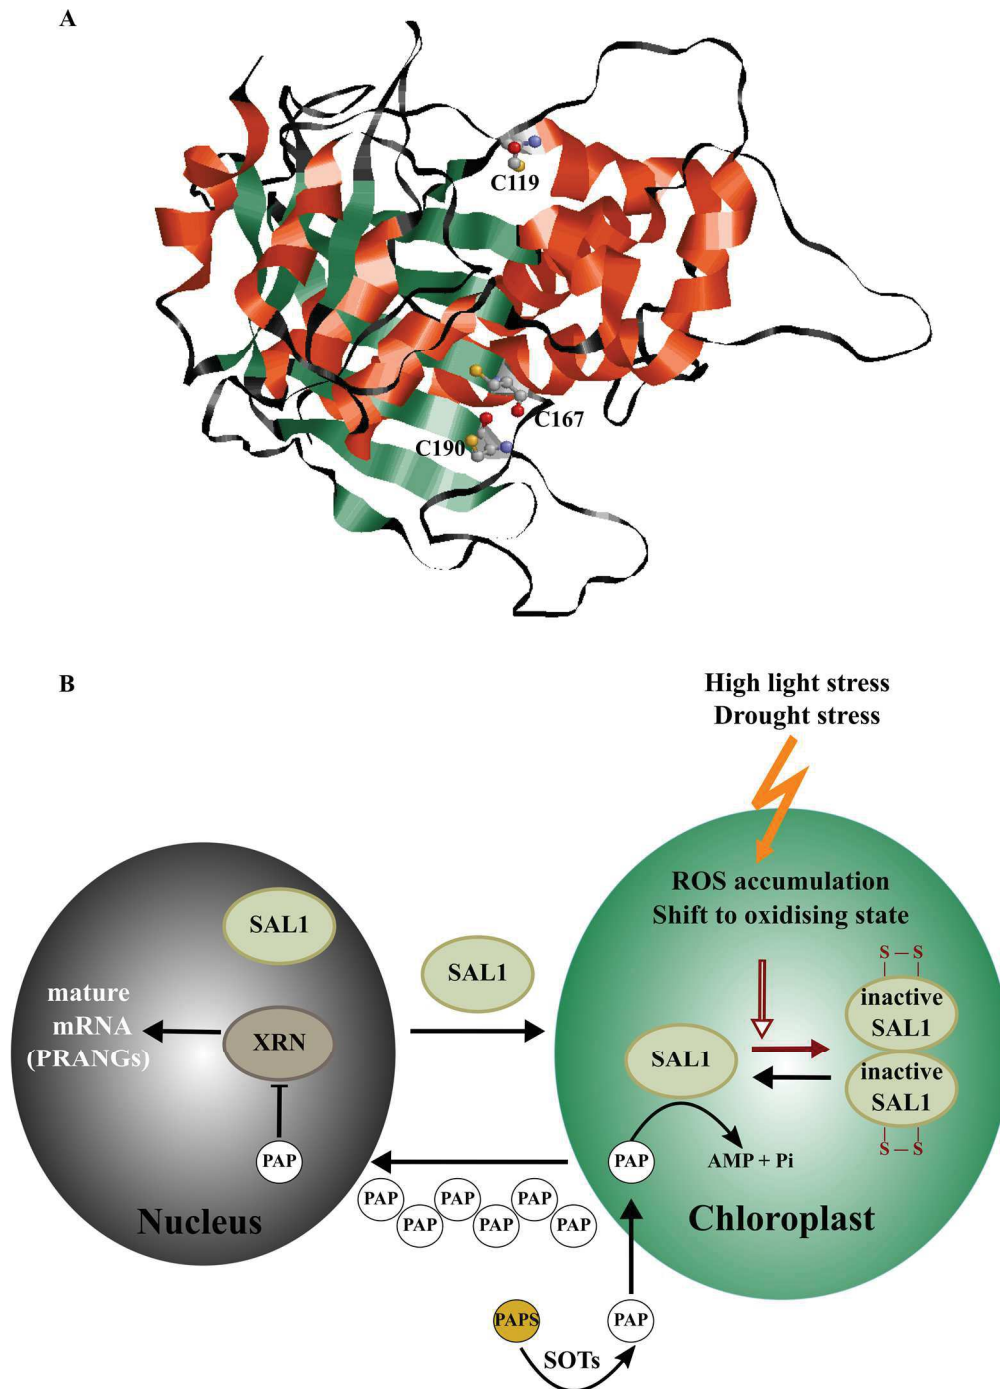 A
C119
C167
C190
B
High light stress
Drought stress
ROS accumulation
Shift to oxidising state
S – S
inactive
SAL1
inactive
SAL1
S – S
SAL1
SAL1
SAL1
mature
mRNA
(PRANGs)
XRN
PAP
Nucleus
PAP
PAP
PAP
PAP
PAP
PAP
PAP
AMP + Pi
Chloroplast
PAPS
SOTs
PAP